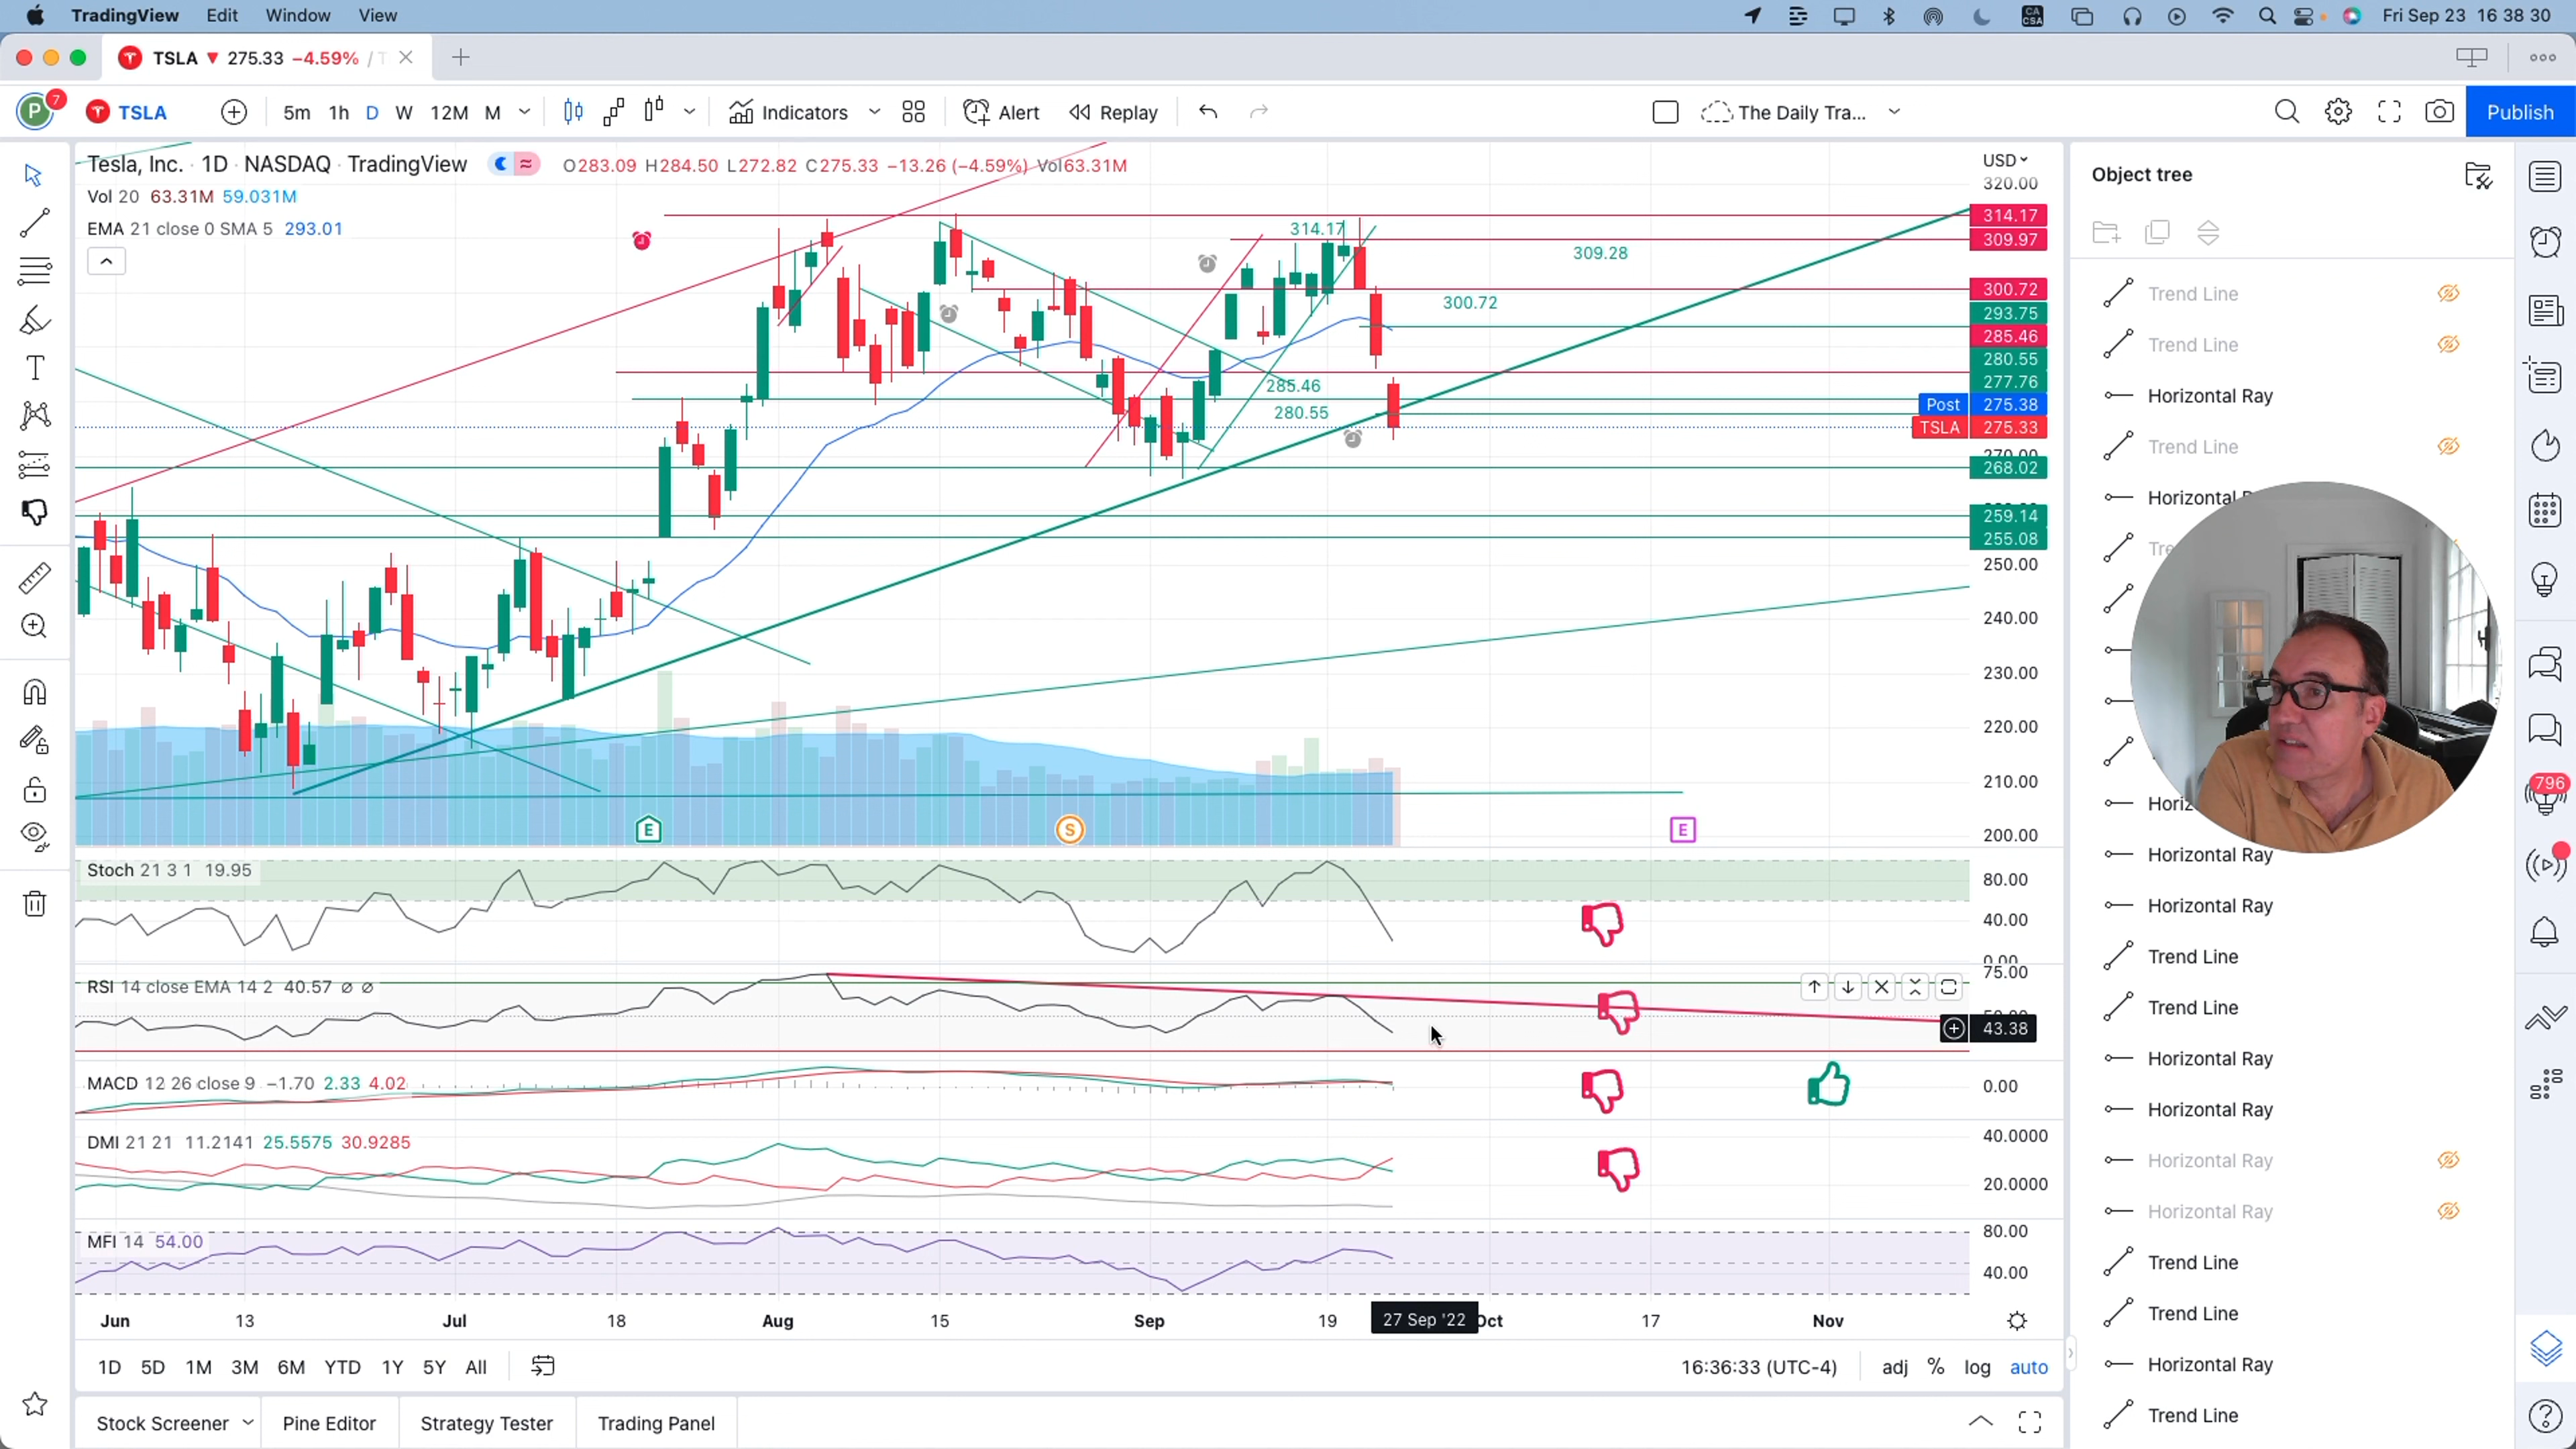 TradingView Edit Window View Fri Sep 23 16 38 30
TSLA ▼ 275.33 −4.59% / T
CA
CSA
P 7 TSLA 5m 1h D W 12M M Indicators Alert Replay The Daily Tra... Publish
Tesla, Inc. · 1D · NASDAQ · TradingView O283.09 H284.50 L272.82 C275.33 −13.26 (−4.59%) Vol63.31M
Vol 20 63.31M 59.031M
EMA 21 close 0 SMA 5 293.01
USD
320.00
314.17
309.97
300.72
293.75
285.46
280.55
277.76
Post 275.38
TSLA 275.33
270.00
268.02
259.14
255.08
250.00
240.00
230.00
220.00
210.00
200.00
314.17
309.28
300.72
285.46
280.55
E S E
Stoch 21 3 1 19.95
80.00
40.00
0.00
RSI 14 close EMA 14 2 40.57 ∅ ∅
75.00
50.00
43.38
MACD 12 26 close 9 −1.70 2.33 4.02
0.00
DMI 21 21 11.2141 25.5575 30.9285
40.0000
20.0000
MFI 14 54.00
80.00
40.00
Jun 13 Jul 18 Aug 15 Sep 19 27 Sep '22 Oct 17 Nov
1D 5D 1M 3M 6M YTD 1Y 5Y All 16:36:33 (UTC-4) adj % log auto
Stock Screener Pine Editor Strategy Tester Trading Panel
Object tree
Trend Line
Trend Line
Horizontal Ray
Trend Line
Horizontal
Horizontal Ray
Horizontal Ray
Trend Line
Trend Line
Horizontal Ray
Horizontal Ray
Horizontal Ray
Horizontal Ray
Trend Line
Trend Line
Horizontal Ray
Trend Line
796